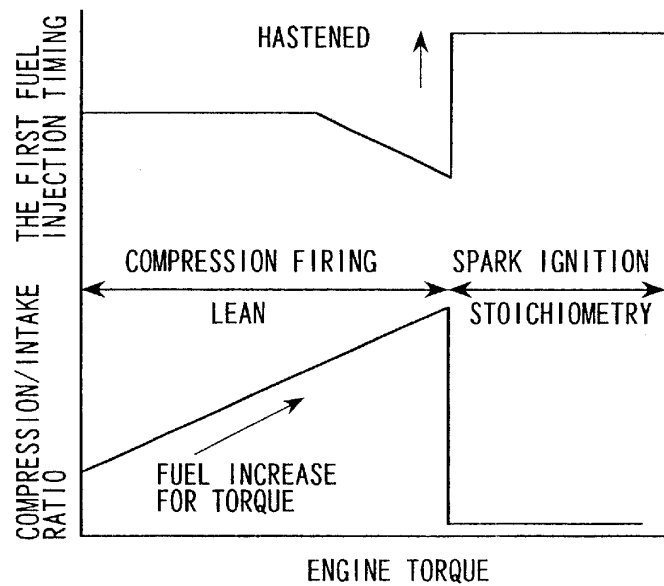 THE FIRST FUEL
INJECTION TIMING
HASTENED
COMPRESSION FIRING
SPARK IGNITION
LEAN
STOICHIOMETRY
COMPRESSION/INTAKE
RATIO
FUEL INCREASE
FOR TORQUE
ENGINE TORQUE